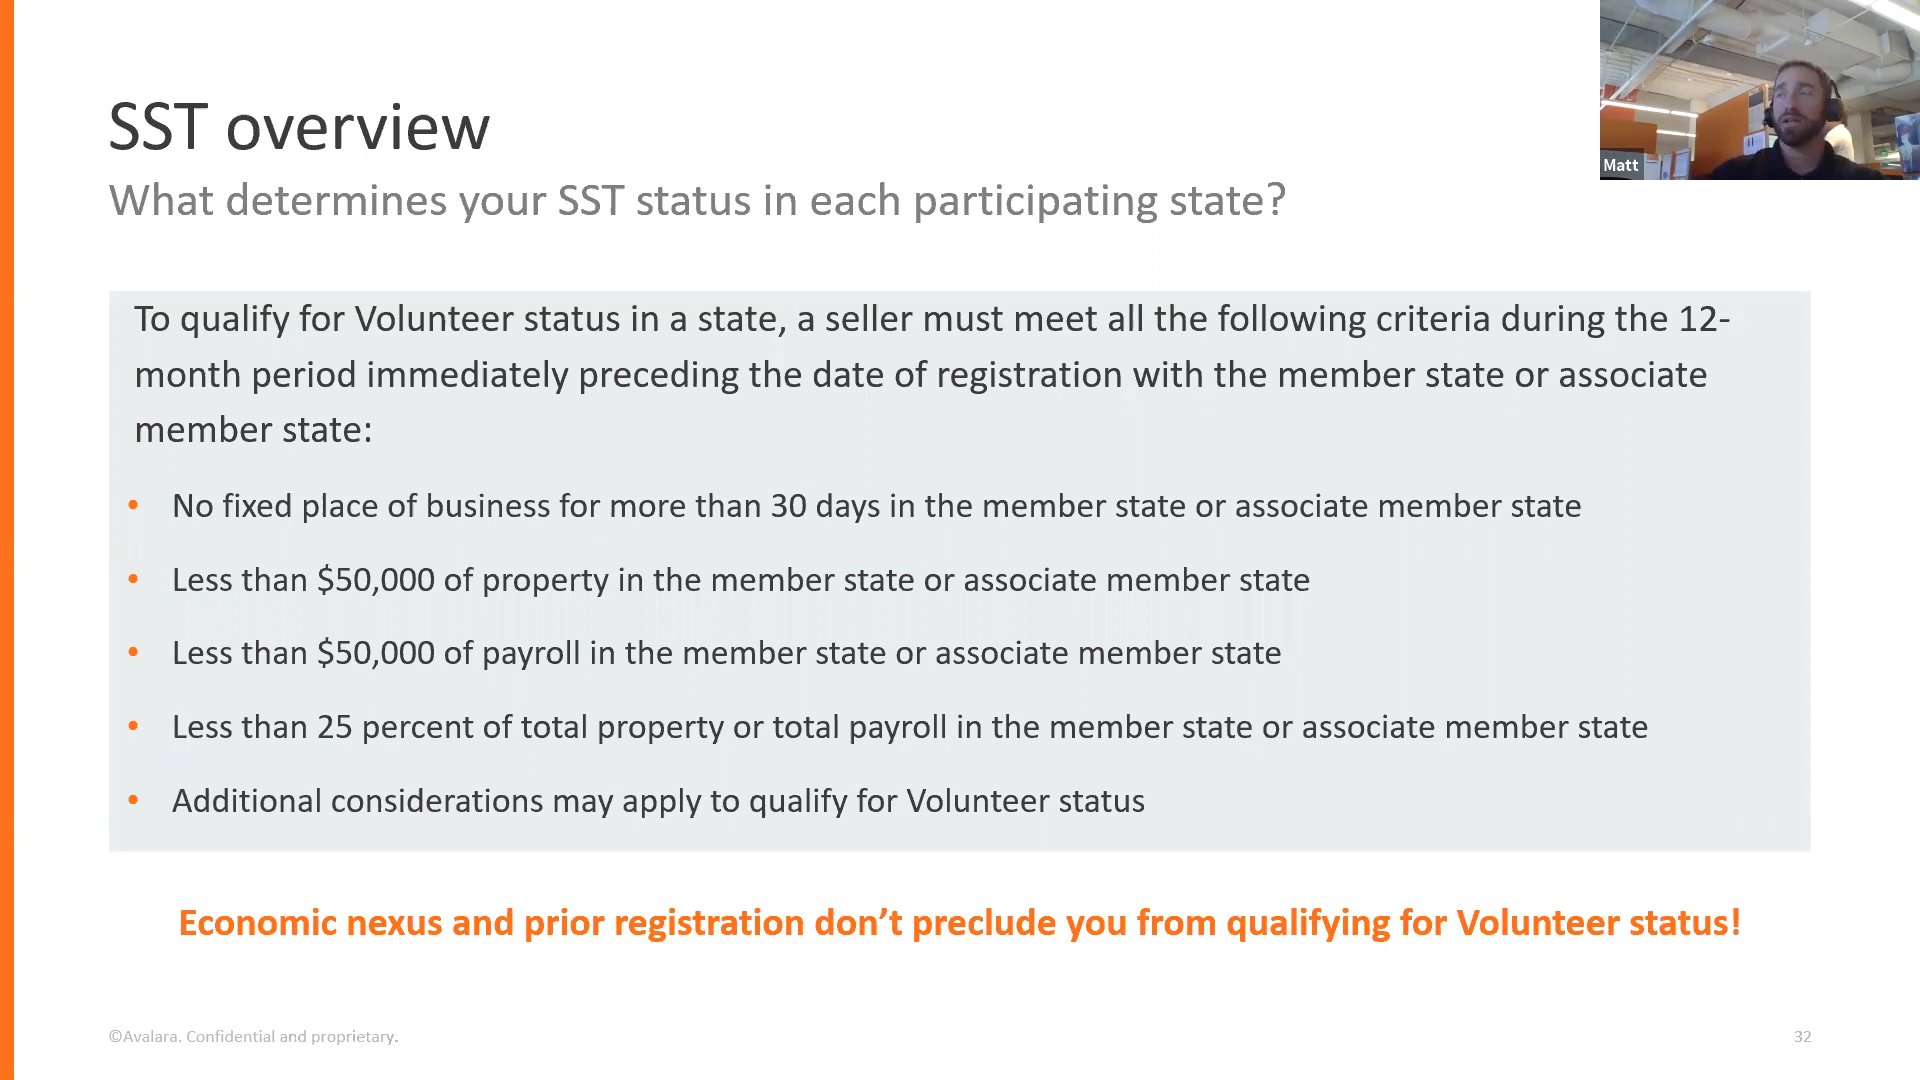 SST overview
What determines your SST status in each participating state?
Matt
To qualify for Volunteer status in a state, a seller must meet all the following criteria during the 12-
month period immediately preceding the date of registration with the member state or associate
member state:
• No fixed place of business for more than 30 days in the member state or associate member state
• Less than $50,000 of property in the member state or associate member state
• Less than $50,000 of payroll in the member state or associate member state
• Less than 25 percent of total property or total payroll in the member state or associate member state
• Additional considerations may apply to qualify for Volunteer status
Economic nexus and prior registration don’t preclude you from qualifying for Volunteer status!
©Avalara. Confidential and proprietary.
32